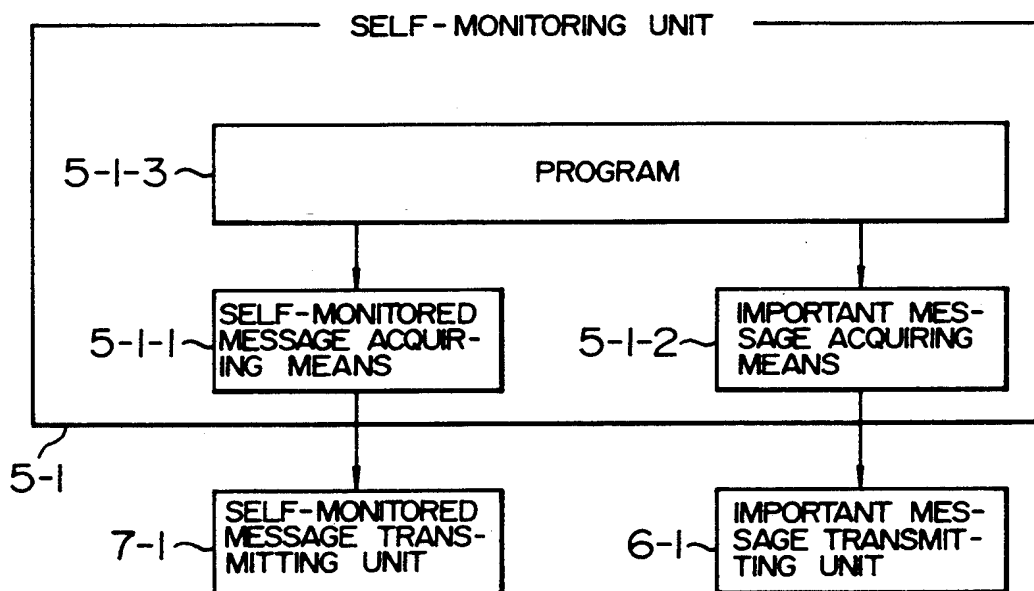 SELF-MONITORING UNIT
5-1-3
PROGRAM
5-1-1
SELF-MONITORED
MESSAGE ACQUIR-
ING MEANS
5-1-2
IMPORTANT MES-
SAGE ACQUIRING
MEANS
5-1
7-1
SELF-MONITORED
MESSAGE TRANS-
MITTING UNIT
6-1
IMPORTANT MES-
SAGE TRANSMIT-
TING UNIT